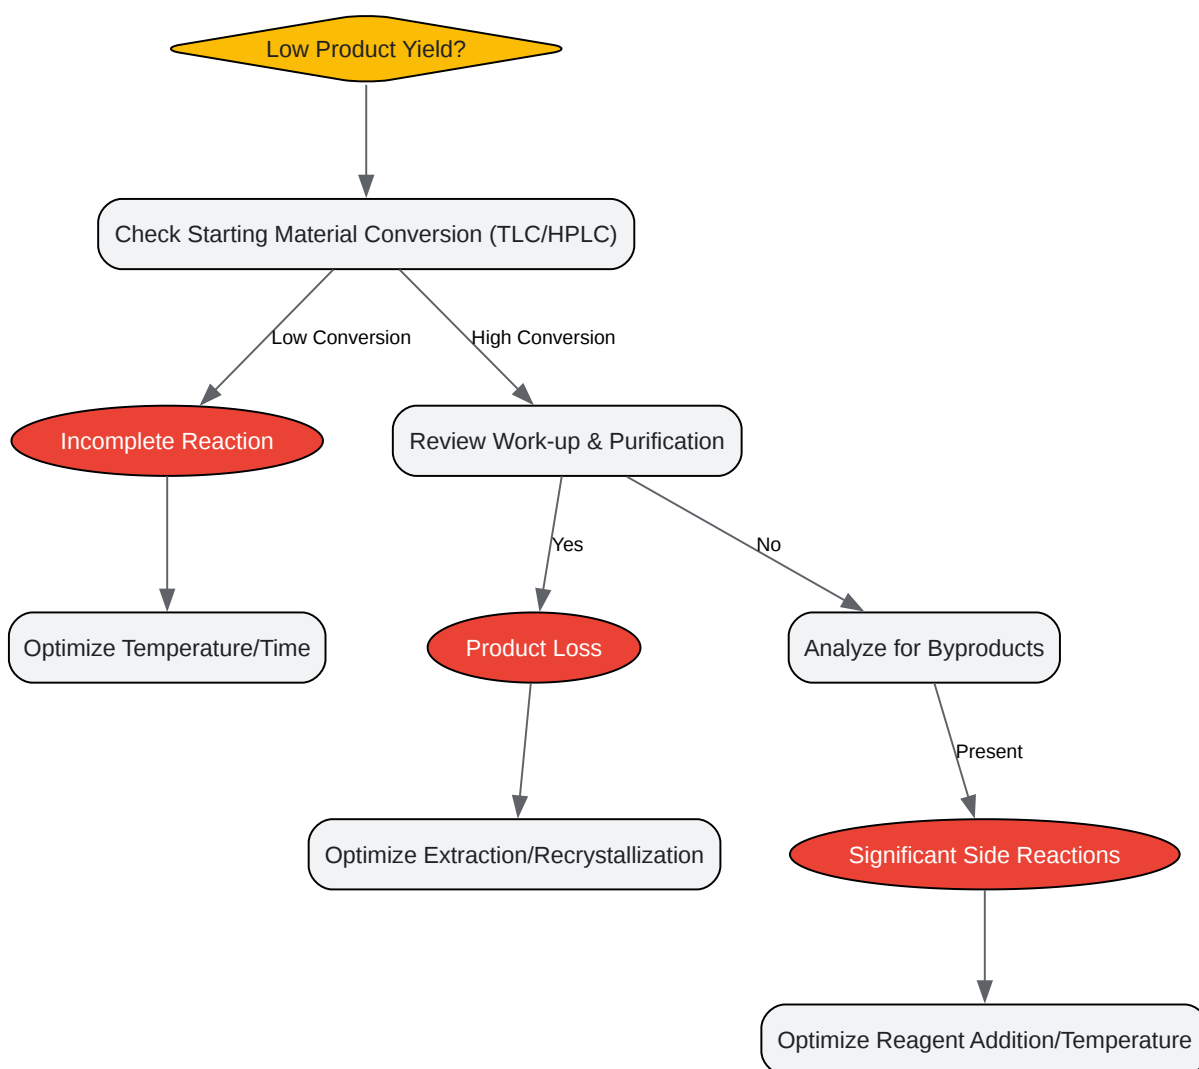 Low Product Yield?
Check Starting Material Conversion (TLC/HPLC)
Low Conversion
High Conversion
Incomplete Reaction
Review Work-up & Purification
Yes
No
Optimize Temperature/Time
Product Loss
Analyze for Byproducts
Present
Optimize Extraction/Recrystallization
Significant Side Reactions
Optimize Reagent Addition/Temperature